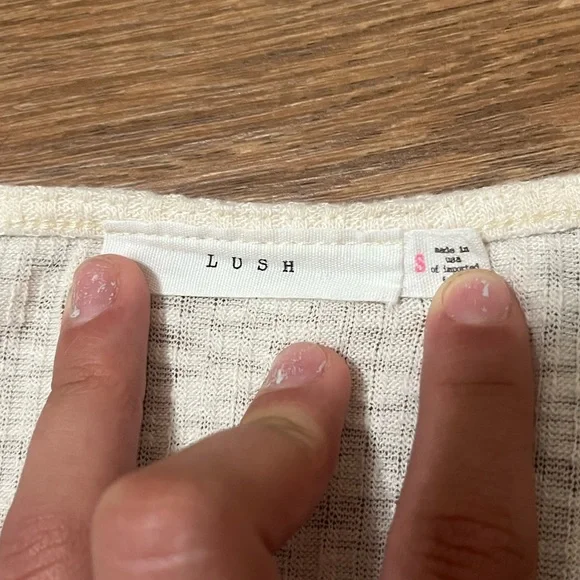 LUSH
S
made in
usa
of imported